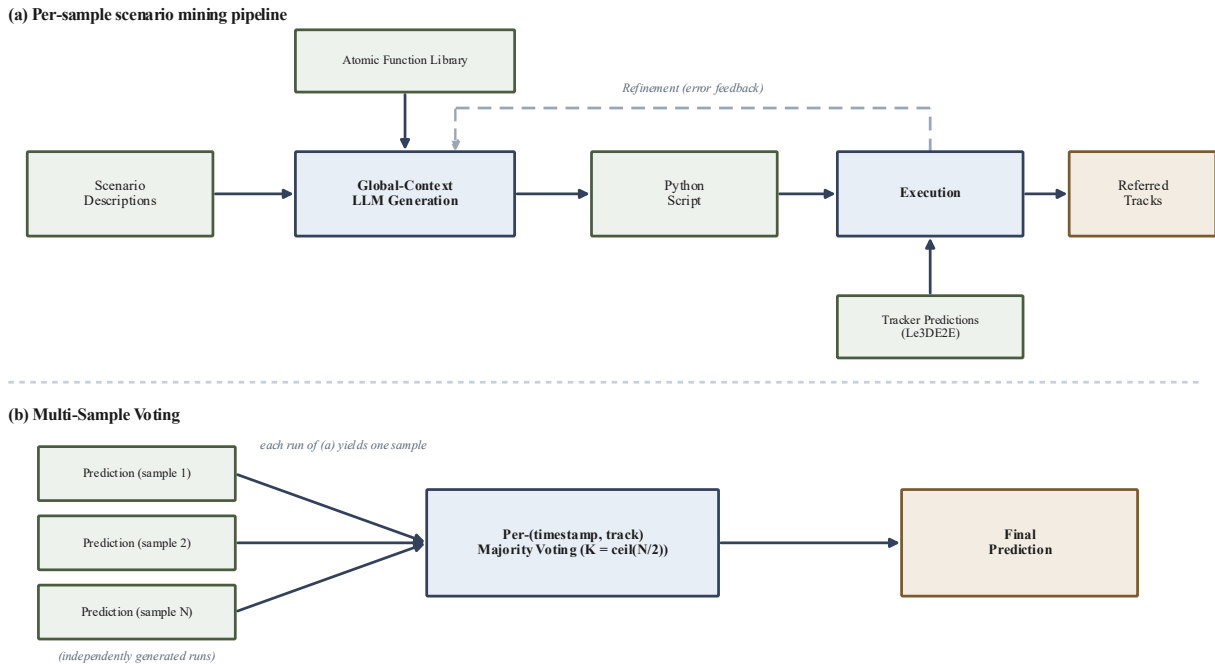 (a) Per-sample scenario mining pipeline
Atomic Function Library
Refinement (error feedback)
Scenario
Descriptions
Global-Context
LLM Generation
Python
Script
Execution
Referred
Tracks
Tracker Predictions
(Le3DE2E)
(b) Multi-Sample Voting
each run of (a) yields one sample
Prediction (sample 1)
Prediction (sample 2)
Prediction (sample N)
(independently generated runs)
Per-(timestamp, track)
Majority Voting (K = ceil(N/2))
Final
Prediction